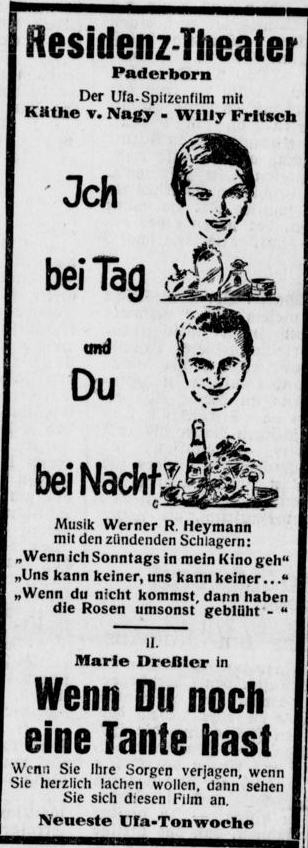 Residenz-Theater
Paderborn
Der Ufa-Spitzenfilm mit
Käthe v. Nagy - Willy Fritsch
Ich
bei Tag
und
Du
bei Nacht
Musik Werner R. Heymann
mit den zündenden Schlagern:
„Wenn ich Sonntags in mein Kino geh“
„Uns kann keiner, uns kann keiner...“
„Wenn du nicht kommst, dann haben
die Rosen umsonst geblüht - “
II.
Marie Dreßler in
Wenn Du noch
eine Tante hast
Wenn Sie Ihre Sorgen verjagen, wenn
Sie herzlich lachen wollen, dann sehen
Sie sich diesen Film an.
Neueste Ufa-Tonwoche